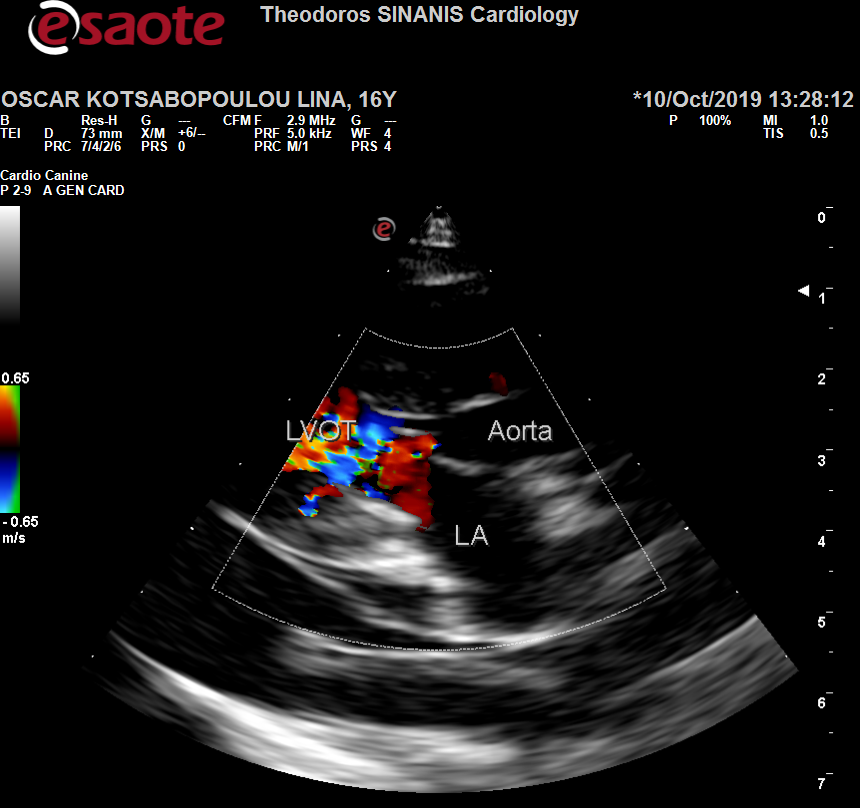 esaote
Theodoros SINANIS Cardiology
OSCAR KOTSABOPOULOU LINA, 16Y *10/Oct/2019 13:28:12
B Res-H G --- CFM F 2.9 MHz G --- P 100% MI 1.0
TEI D 73 mm X/M +6/-- PRF 5.0 kHz WF 4 TIS 0.5
PRC 7/4/2/6 PRS 0 PRC M/1 PRS 4
Cardio Canine
P 2-9 A GEN CARD
e
0
1
2
0.65
LVOT Aorta
3
- 0.65
m/s
LA
4
5
6
7